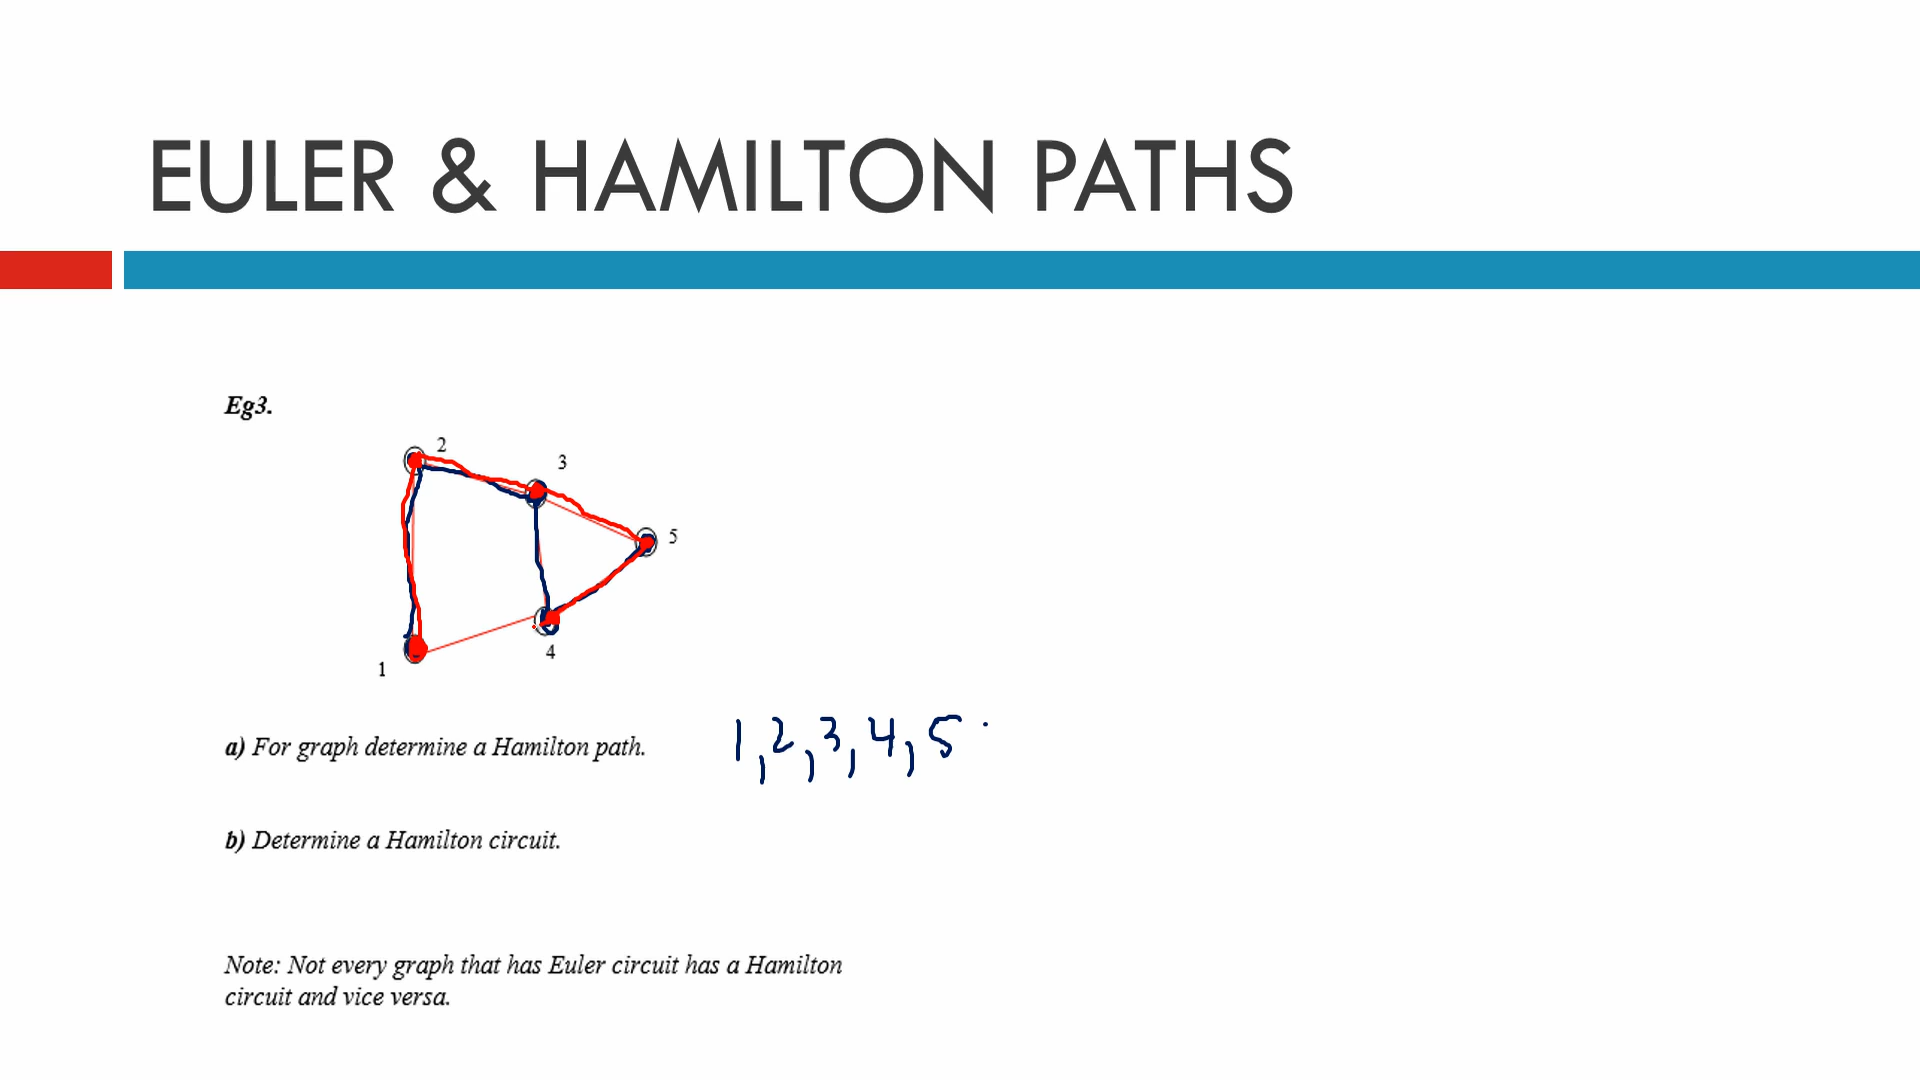 EULER & HAMILTON PATHS
Eg3.
2
3
5
4
1
a) For graph determine a Hamilton path. 1, 2, 3, 4, 5
b) Determine a Hamilton circuit.
Note: Not every graph that has Euler circuit has a Hamilton
circuit and vice versa.